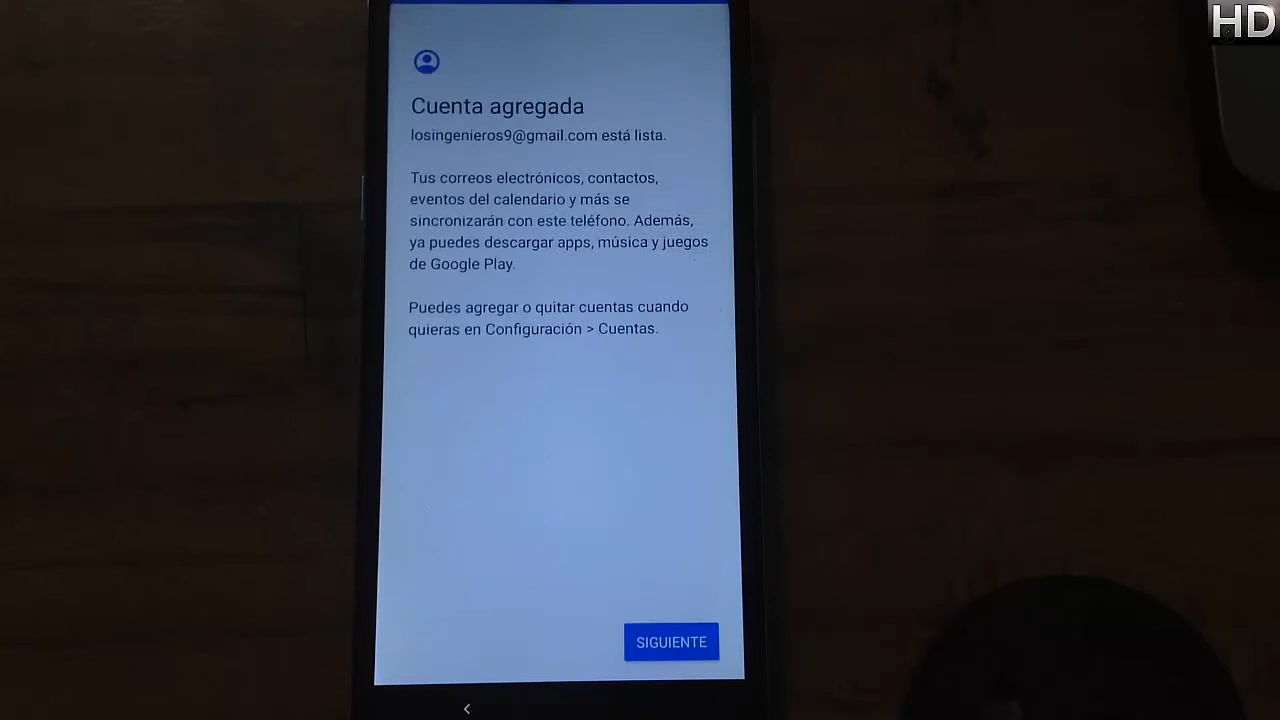 HD
Cuenta agregada
losingenieros9@gmail.com está lista.
Tus correos electrónicos, contactos,
eventos del calendario y más se
sincronizarán con este teléfono. Además,
ya puedes descargar apps, música y juegos
de Google Play.
Puedes agregar o quitar cuentas cuando
quieras en Configuración > Cuentas.
SIGUIENTE